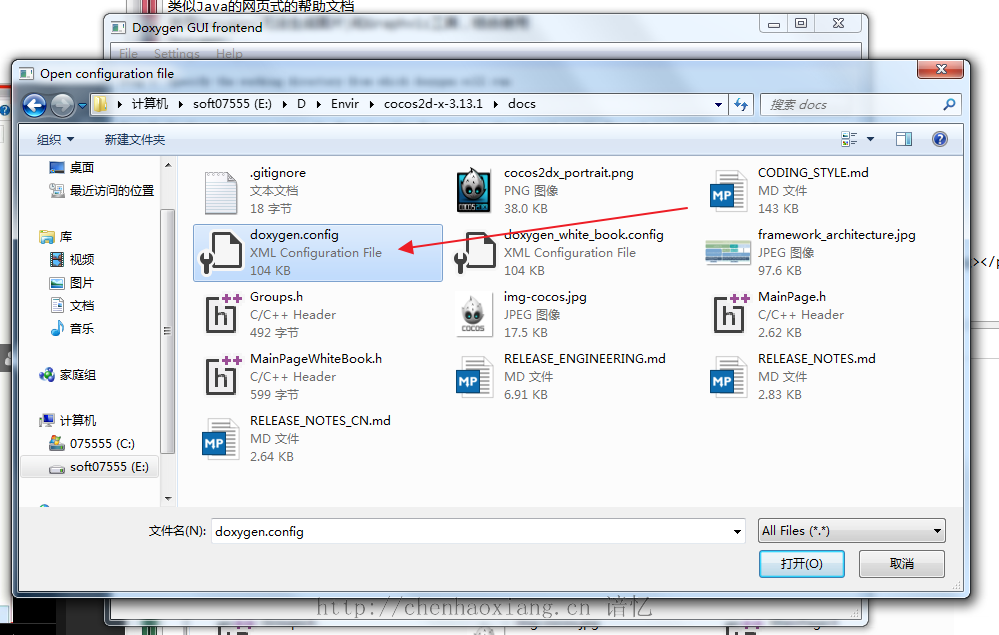 类似Java的网页式的帮助文档
Doxygen GUI frontend
File Settings Help
Open configuration file
计算机 soft07555 (E:) D Envir cocos2d-x-3.13.1 docs
搜索 docs
组织 新建文件夹
桌面
最近访问的位置
库
视频
图片
文档
音乐
家庭组
计算机
075555 (C:)
soft07555 (E:)
.gitignore
文本文档
18 字节
cocos2dx_portrait.png
PNG 图像
38.0 KB
CODING_STYLE.md
MD 文件
143 KB
doxygen.config
XML Configuration File
104 KB
doxygen_white_book.config
XML Configuration File
104 KB
framework_architecture.jpg
JPEG 图像
97.6 KB
Groups.h
C/C++ Header
492 字节
img-cocos.jpg
JPEG 图像
17.5 KB
MainPage.h
C/C++ Header
2.62 KB
MainPageWhiteBook.h
C/C++ Header
599 字节
RELEASE_ENGINEERING.md
MD 文件
6.91 KB
RELEASE_NOTES.md
MD 文件
2.83 KB
RELEASE_NOTES_CN.md
MD 文件
2.64 KB
文件名(N): doxygen.config
All Files (*.*)
打开(O) 取消
http://chenhaoxiang.cn 谙忆